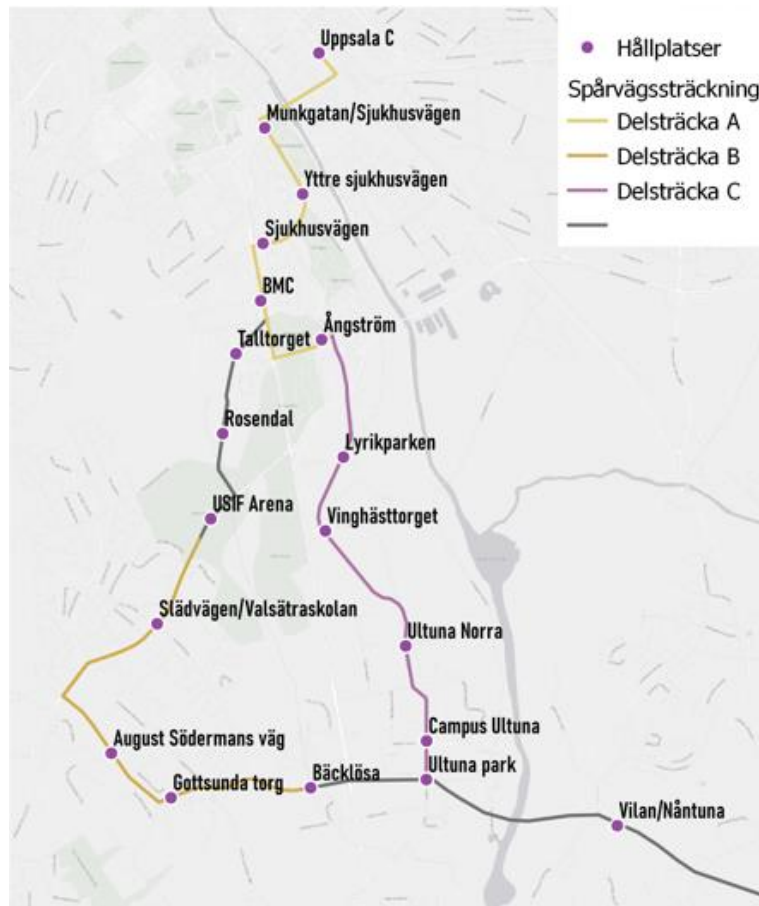 Uppsala C
Hållplatser
Spårvägssträckning
Delsträcka A
Delsträcka B
Delsträcka C
Munkgatan/Sjukhusvägen
Yttre sjukhusvägen
Sjukhusvägen
BMC
Ångström
Talltorget
Rosendal
Lyrikparken
USIF Arena
Vinghästtorget
Slädvägen/Valsätraskolan
Ultuna Norra
Campus Ultuna
August Södermans väg
Ultuna park
Bäcklösa
Gottsunda torg
Vilan/Nåntuna